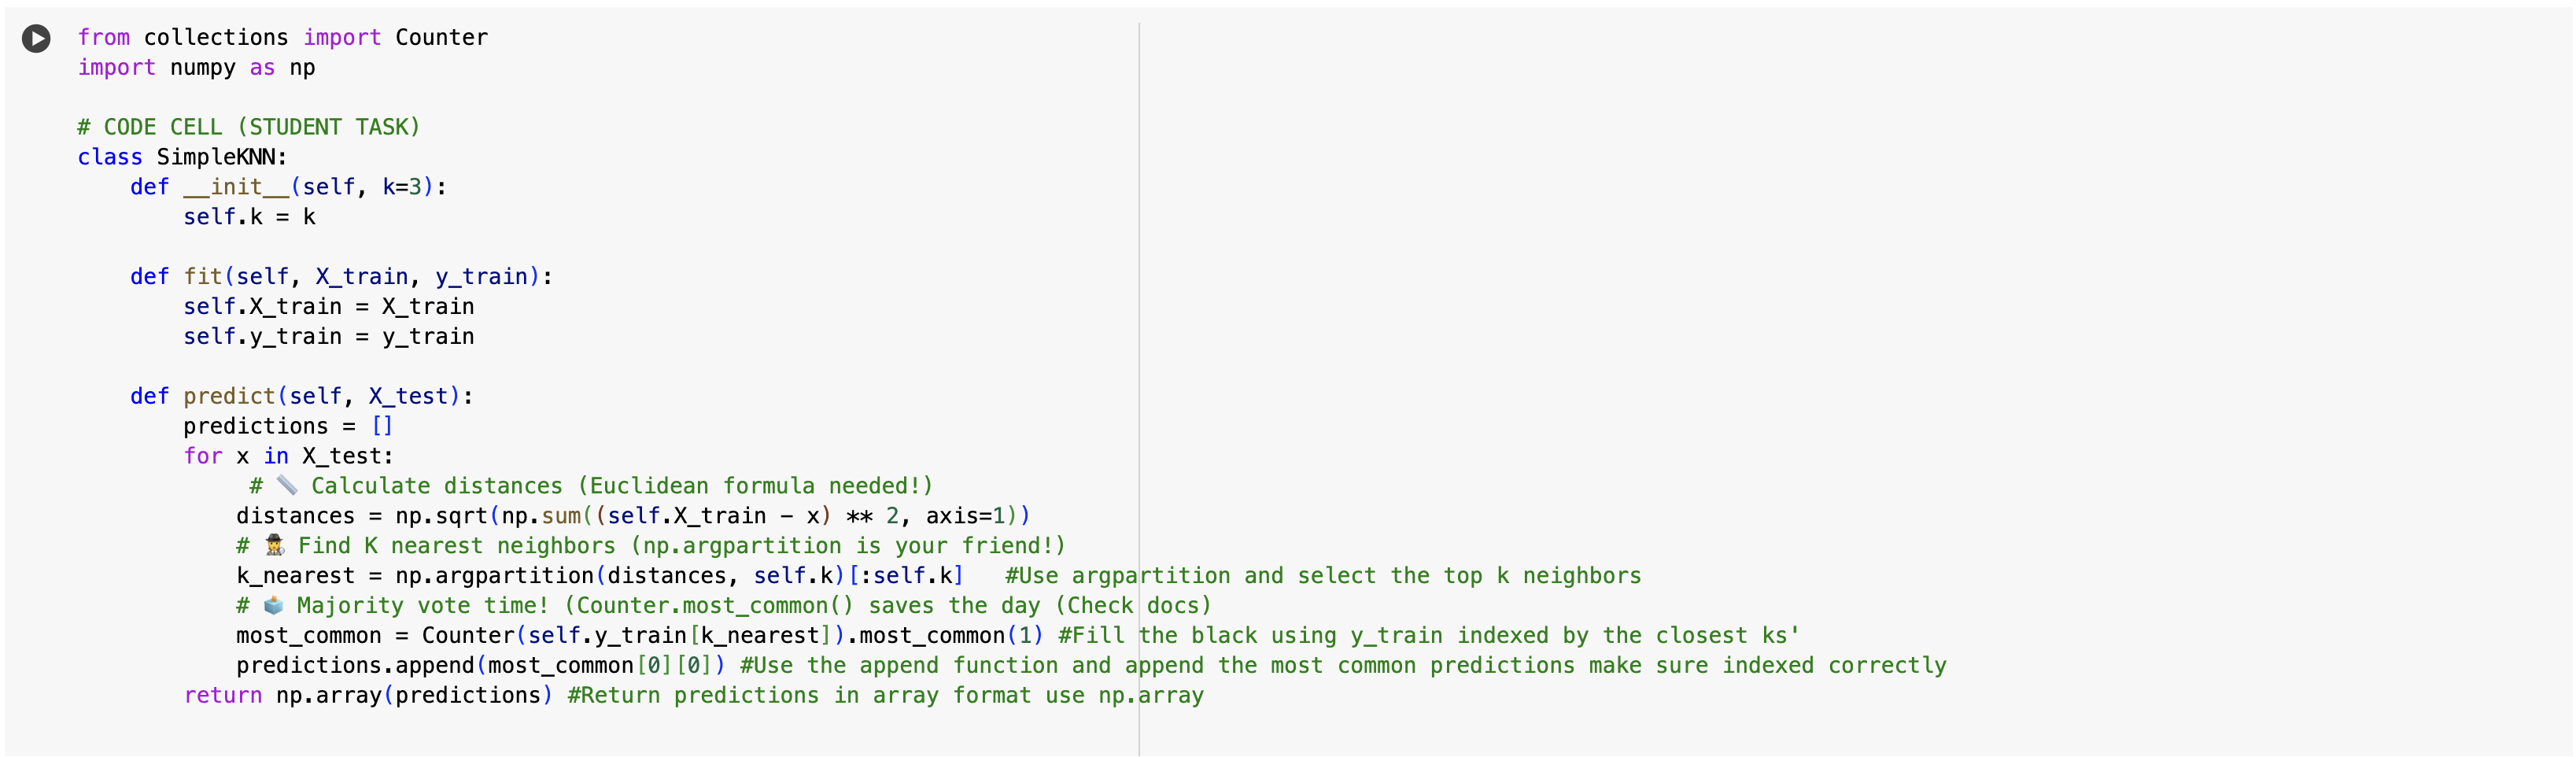 from collections import Counter
import numpy as np
# CODE CELL (STUDENT TASK)
class SimpleKNN:
    def __init__(self, k=3):
        self.k = k
    def fit(self, X_train, y_train):
        self.X_train = X_train
        self.y_train = y_train
    def predict(self, X_test):
        predictions = []
        for x in X_test:
             # 📏 Calculate distances (Euclidean formula needed!)
            distances = np.sqrt(np.sum((self.X_train - x) ** 2, axis=1))
            # 🕵️ Find K nearest neighbors (np.argpartition is your friend!)
            k_nearest = np.argpartition(distances, self.k)[:self.k]   #Use argpartition and select the top k neighbors
            # 🗳️ Majority vote time! (Counter.most_common() saves the day (Check docs)
            most_common = Counter(self.y_train[k_nearest]).most_common(1) #Fill the black using y_train indexed by the closest ks'
            predictions.append(most_common[0][0]) #Use the append function and append the most common predictions make sure indexed correctly
        return np.array(predictions) #Return predictions in array format use np.array